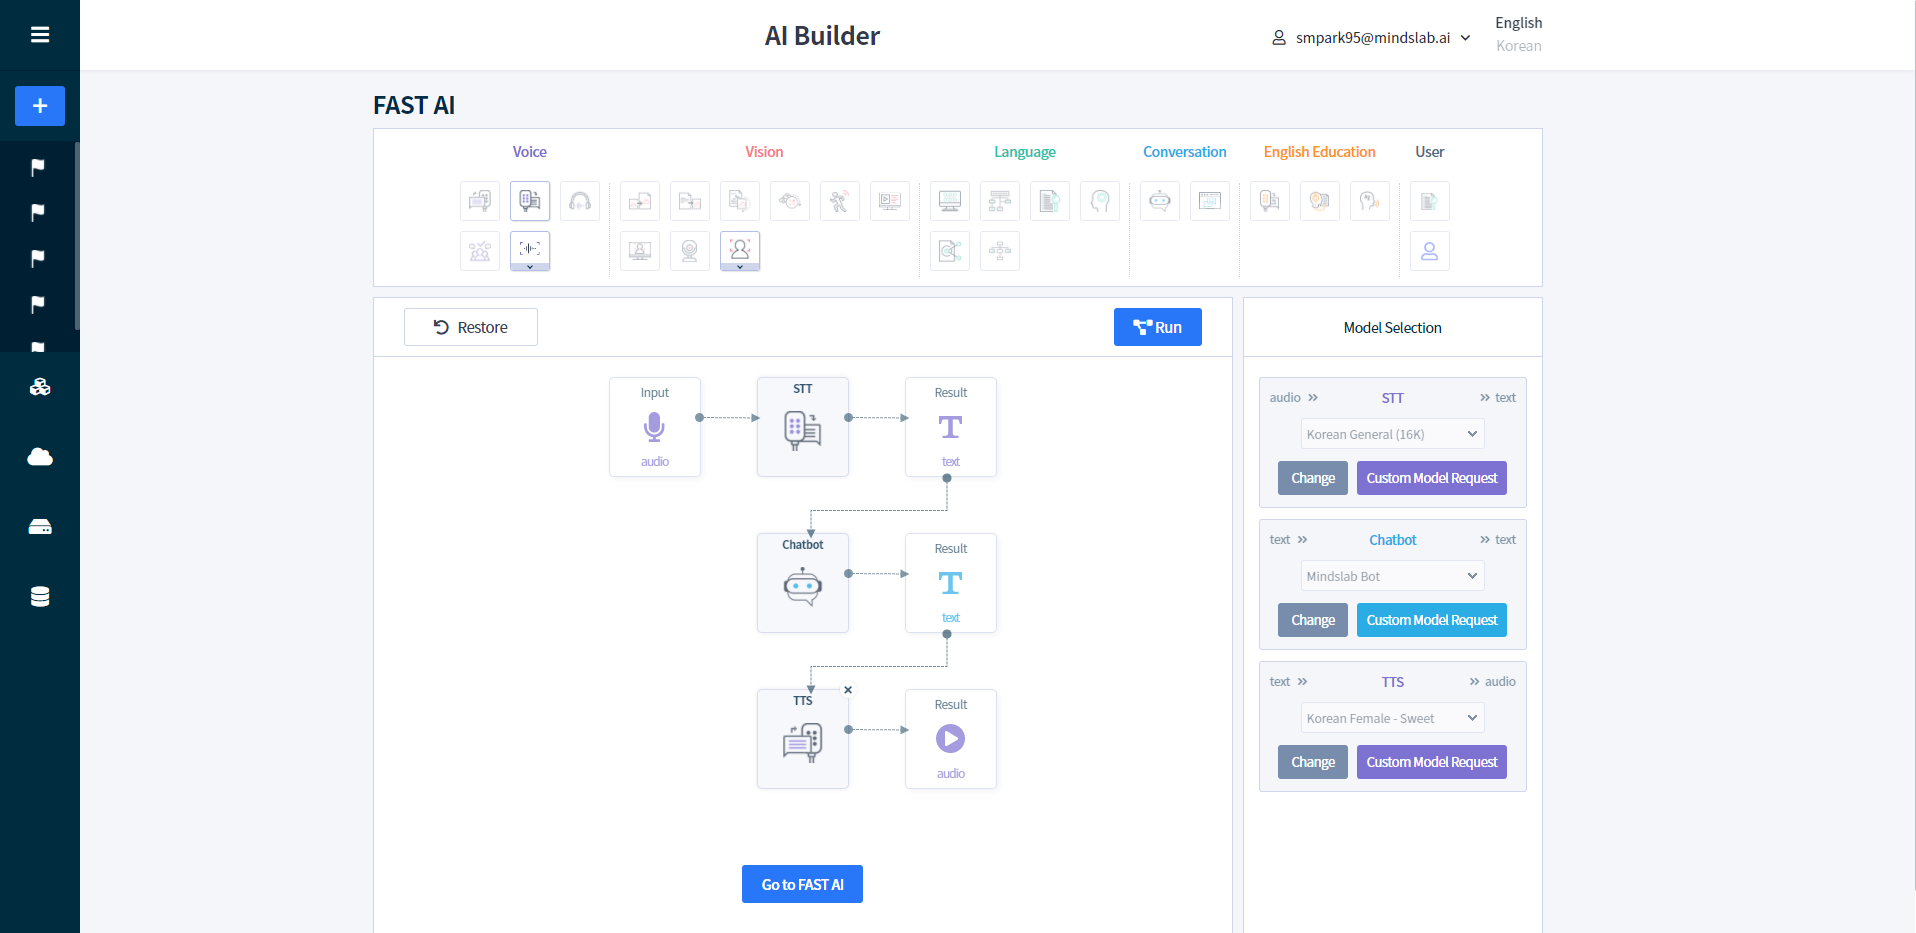 AI Builder
smpark95@mindslab.ai
English
Korean
FAST AI
Voice
Vision
Language
Conversation
English Education
User
Restore
Run
Model Selection
Input
audio
STT
Result
text
audio
STT
text
Korean General (16K)
Change
Custom Model Request
Chatbot
Result
text
text
Chatbot
text
Mindslab Bot
Change
Custom Model Request
TTS
Result
audio
text
TTS
audio
Korean Female - Sweet
Change
Custom Model Request
Go to FAST AI